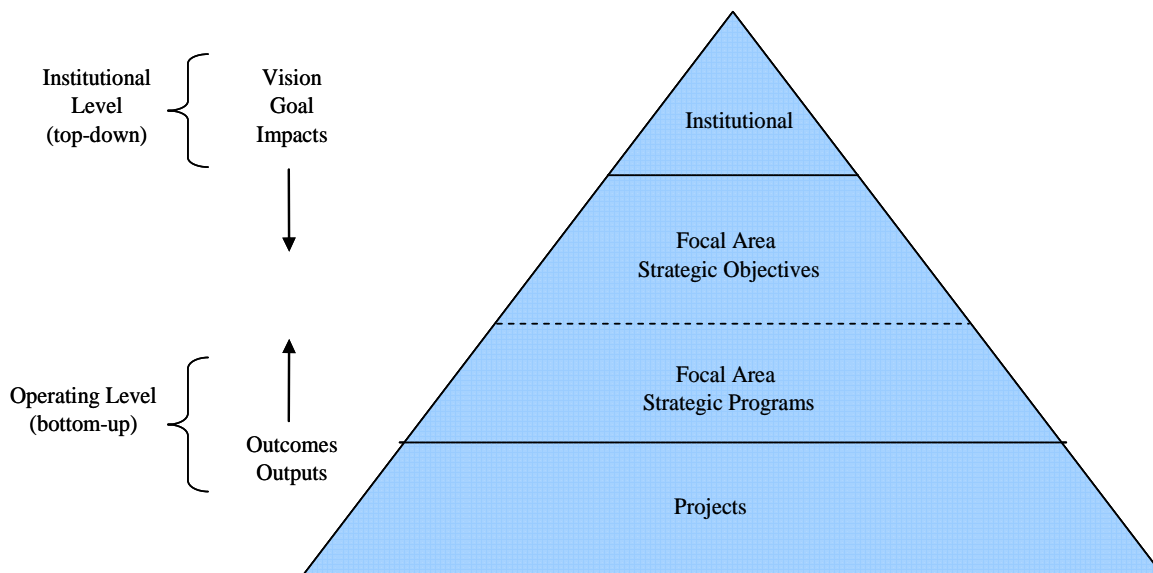 Institutional
Level
(top-down)
Vision
Goal
Impacts
Institutional
Focal Area
Strategic Objectives
Operating Level
(bottom-up)
Outcomes
Outputs
Focal Area
Strategic Programs
Projects